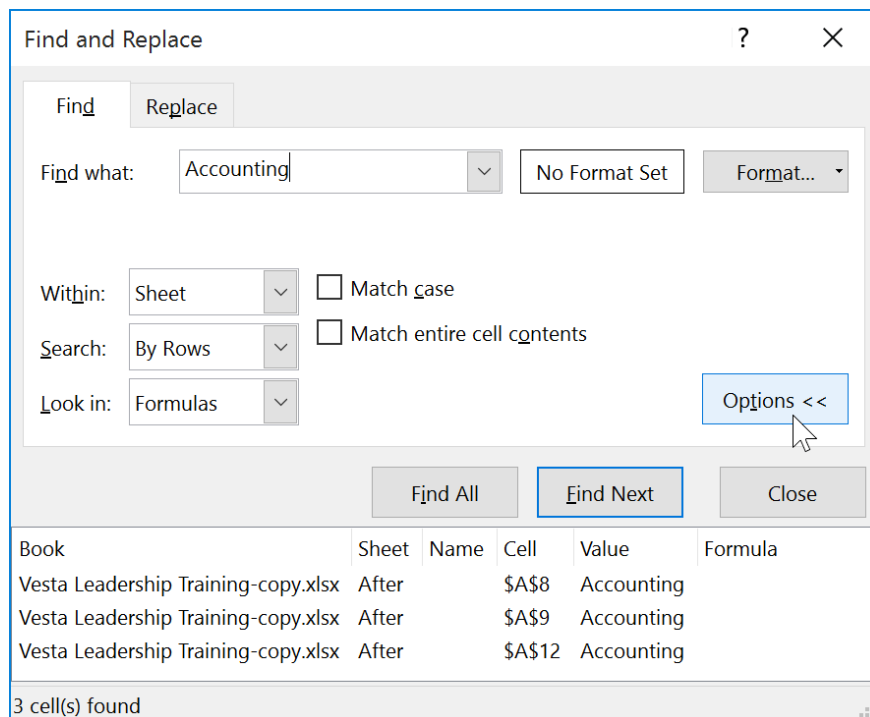 Find and Replace ?
Find Replace
Find what: Accounting No Format Set Format...
Within: Sheet Match case
Search: By Rows Match entire cell contents
Look in: Formulas Options <<
Find All Find Next Close
Book Sheet Name Cell Value Formula
Vesta Leadership Training-copy.xlsx After $A$8 Accounting
Vesta Leadership Training-copy.xlsx After $A$9 Accounting
Vesta Leadership Training-copy.xlsx After $A$12 Accounting
3 cell(s) found